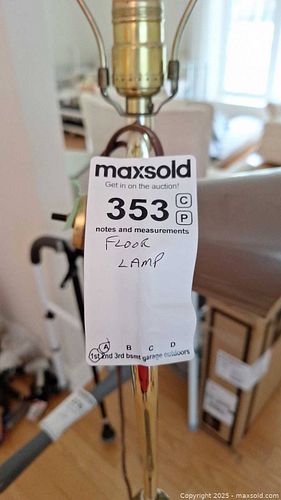 maxsold
Get in on the auction!
353 C
P
notes and measurements
FLOOR
LAMP
A B C D
1st 2nd 3rd bsmt garage outdoors
Copyright 2025 - maxsold.com